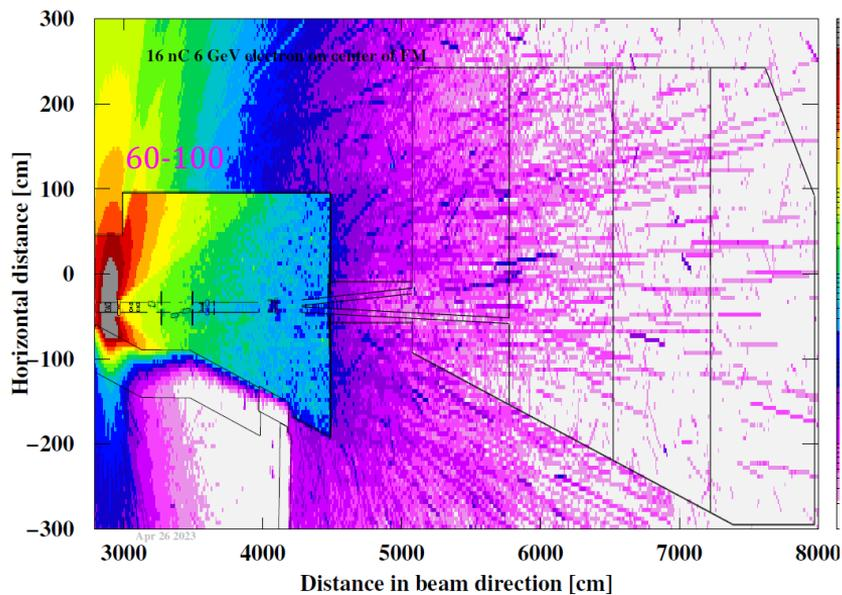 300
16 nC 6 GeV electron on center of FM
200
60-100
100
0
−100
−200
−300
Horizontal distance [cm]
Apr 26 2023
3000 4000 5000 6000 7000 8000
Distance in beam direction [cm]